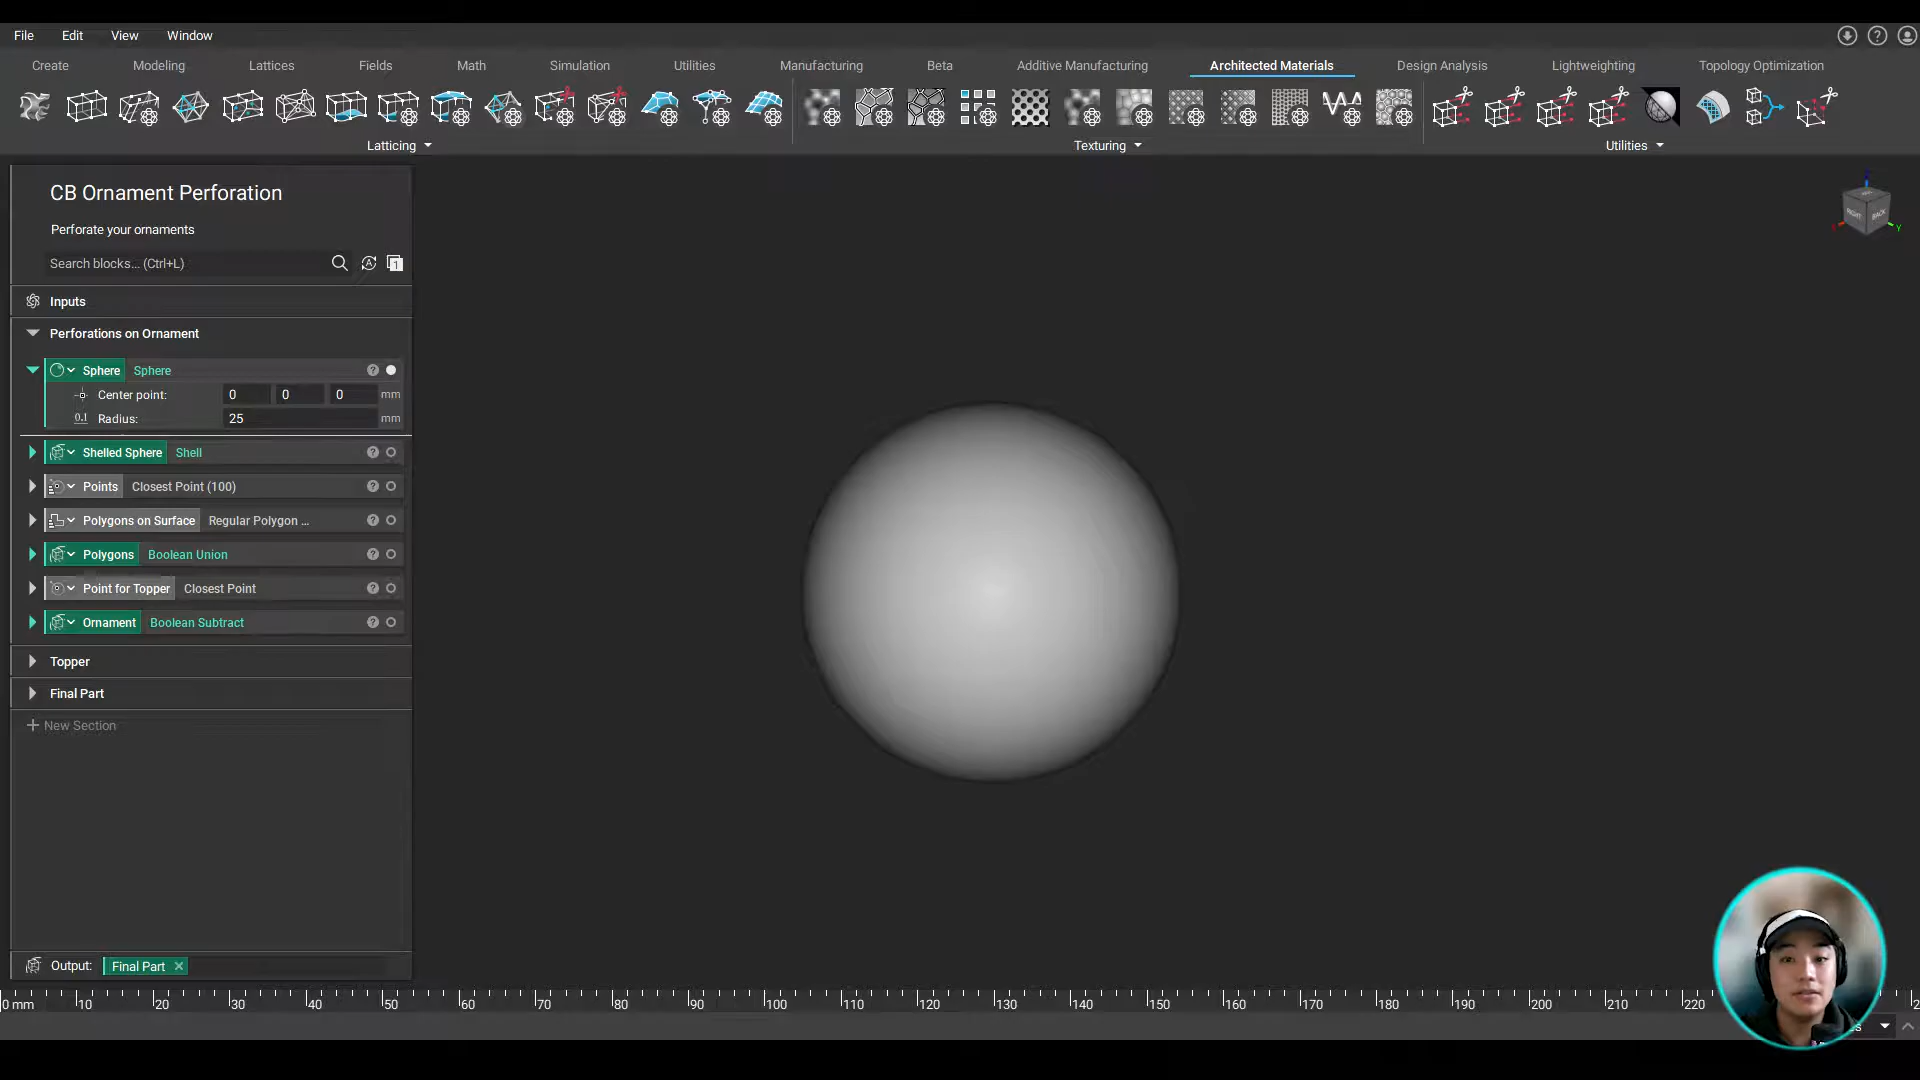 File Edit View Window
Create Modeling Lattices Fields Math Simulation Utilities Manufacturing Beta Additive Manufacturing Architected Materials Design Analysis Lightweighting Topology Optimization
Latticing Texturing Utilities
CB Ornament Perforation
Perforate your ornaments
Search blocks... (Ctrl+L)
Inputs
Perforations on Ornament
Sphere Sphere
Center point: 0 0 0 mm
0.1 Radius: 25 mm
Shelled Sphere Shell
Points Closest Point (100)
Polygons on Surface Regular Polygon ...
Polygons Boolean Union
Point for Topper Closest Point
Ornament Boolean Subtract
Topper
Final Part
+ New Section
Output: Final Part
0 mm 10 20 30 40 50 60 70 80 90 100 110 120 130 140 150 160 170 180 190 200 210 220
RIGHT BACK
Y